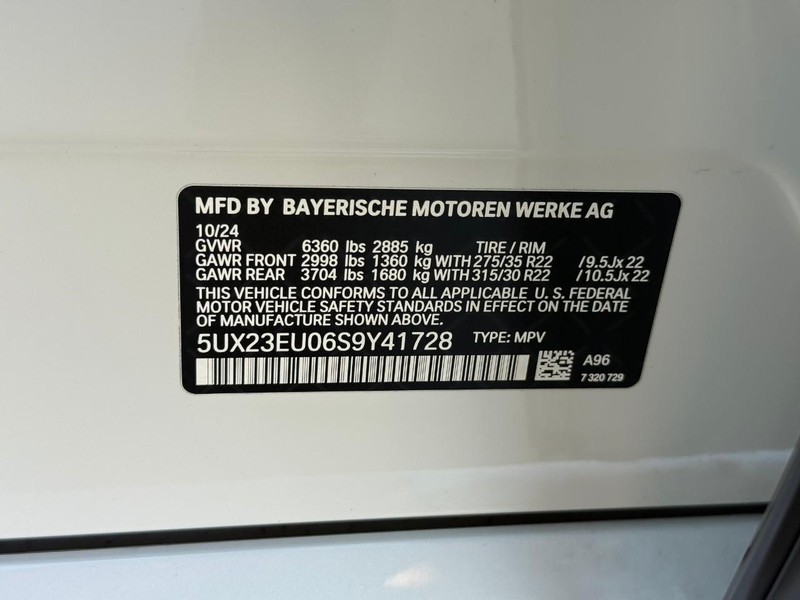 MFD BY BAYERISCHE MOTOREN WERKE AG
10/24
GVWR 6360 lbs 2885 kg TIRE / RIM
GAWR FRONT 2998 lbs 1360 kg WITH 275/35 R22 /9.5Jx 22
GAWR REAR 3704 lbs 1680 kg WITH 315/30 R22 /10.5Jx 22
THIS VEHICLE CONFORMS TO ALL APPLICABLE U. S. FEDERAL
MOTOR VEHICLE SAFETY STANDARDS IN EFFECT ON THE DATE
OF MANUFACTURE SHOWN ABOVE.
5UX23EU06S9Y41728 TYPE: MPV
A96
7 320 729